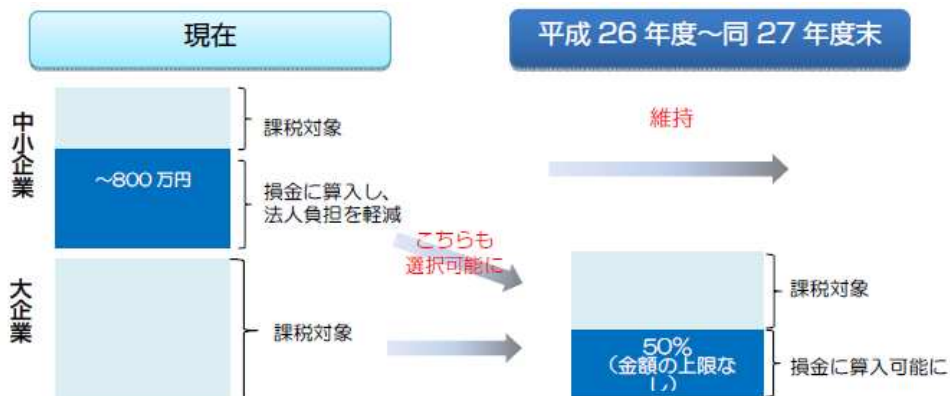 現在
平成 26 年度～同 27 年度末
中小企業
課税対象
～800 万円
損金に算入し、
法人負担を軽減
維持
こちらも
選択可能に
大企業
課税対象
課税対象
50%
（金額の上限な
し）
損金に算入可能に